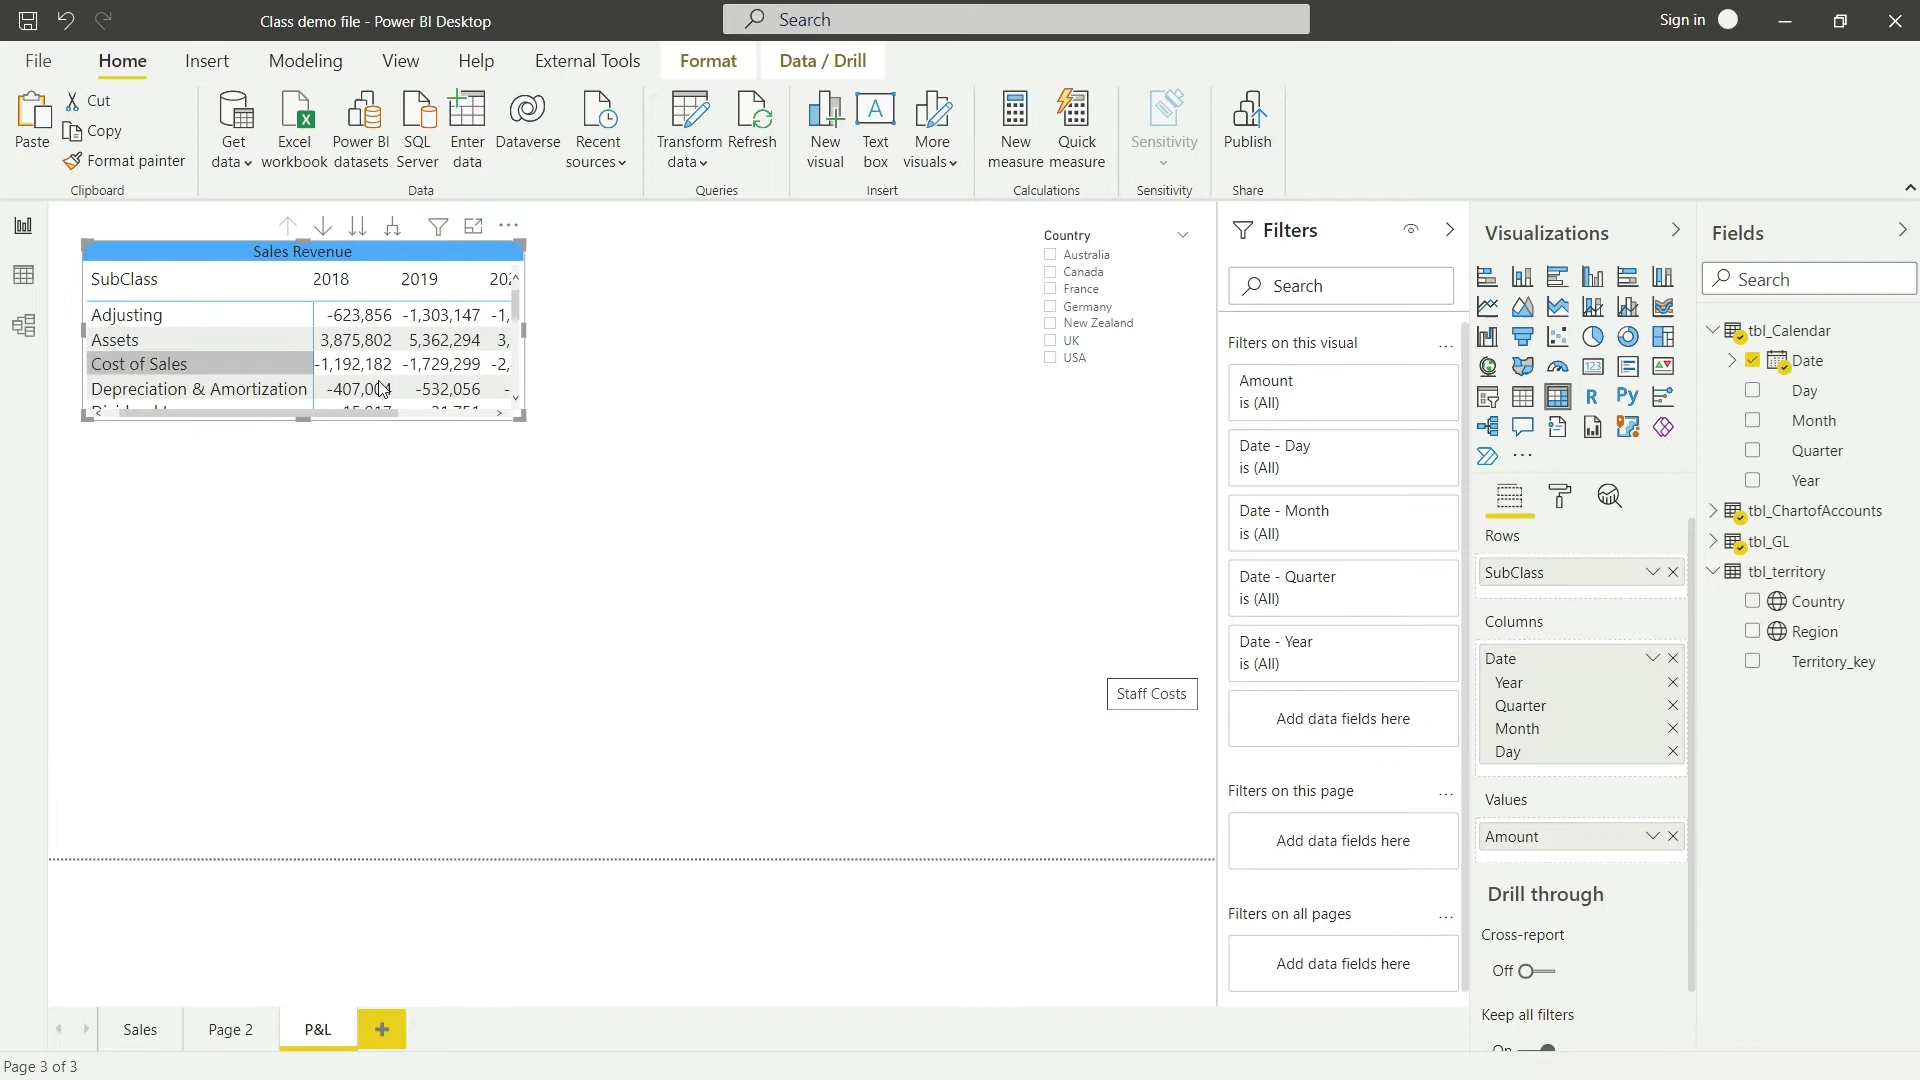 Class demo file - Power BI Desktop
Search
Sign in
File
Home
Insert
Modeling
View
Help
External Tools
Format
Data / Drill
Paste
Cut
Copy
Format painter
Clipboard
Get
data
Excel
workbook
Power BI
datasets
SQL
Server
Enter
data
Dataverse
Recent
sources
Data
Transform
data
Refresh
Queries
New
visual
Text
box
More
visuals
Insert
New
measure
Quick
measure
Calculations
Sensitivity
Sensitivity
Publish
Share
Sales Revenue
SubClass 2018 2019
Adjusting -623,856 -1,303,147 -1,
Assets 3,875,802 5,362,294 3,
Cost of Sales -1,192,182 -1,729,299 -2,
Depreciation & Amortization -407,004 -532,056 -
Country
Australia
Canada
France
Germany
New Zealand
UK
USA
Staff Costs
Filters
Search
Filters on this visual
...
Amount
is (All)
Date - Day
is (All)
Date - Month
is (All)
Date - Quarter
is (All)
Date - Year
is (All)
Add data fields here
Filters on this page
...
Add data fields here
Filters on all pages
...
Add data fields here
Visualizations
R
Py
123
...
Rows
SubClass
Columns
Date
Year
Quarter
Month
Day
Values
Amount
Drill through
Cross-report
Off
Keep all filters
On
Fields
Search
tbl_Calendar
Date
Day
Month
Quarter
Year
tbl_ChartofAccounts
tbl_GL
tbl_territory
Country
Region
Territory_key
Sales
Page 2
P&L
Page 3 of 3